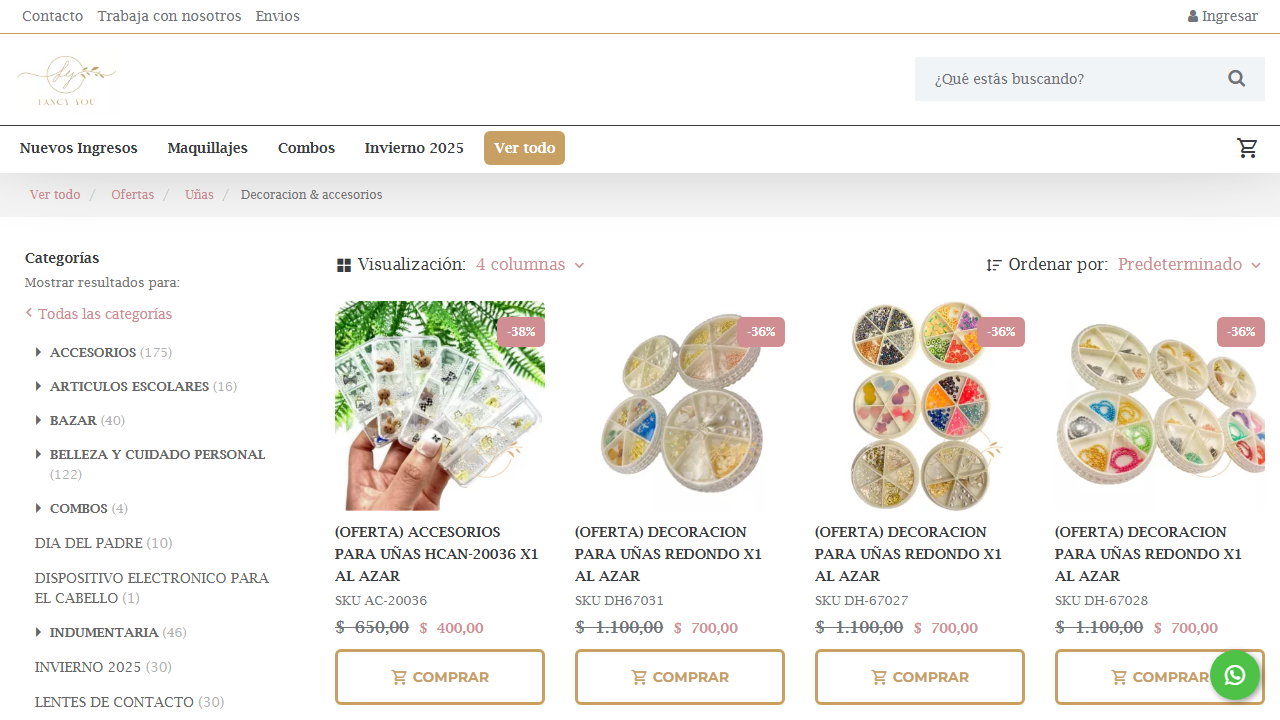 Contacto Trabaja con nosotros Envios Ingresar
FANCY YOU
¿Qué estás buscando?
Nuevos Ingresos Maquillajes Combos Invierno 2025 Ver todo
Ver todo / Ofertas / Uñas / Decoracion & accesorios
Categorías
Mostrar resultados para:
Todas las categorías
ACCESORIOS (175)
ARTICULOS ESCOLARES (16)
BAZAR (40)
BELLEZA Y CUIDADO PERSONAL
(122)
COMBOS (4)
DIA DEL PADRE (10)
DISPOSITIVO ELECTRONICO PARA
EL CABELLO (1)
INDUMENTARIA (46)
INVIERNO 2025 (30)
LENTES DE CONTACTO (30)
Visualización: 4 columnas
Ordenar por: Predeterminado
-38%
(OFERTA) ACCESORIOS
PARA UÑAS HCAN-20036 X1
AL AZAR
SKU AC-20036
$ 650,00 $ 400,00
COMPRAR
-36%
(OFERTA) DECORACION
PARA UÑAS REDONDO X1
AL AZAR
SKU DH67031
$ 1.100,00 $ 700,00
COMPRAR
-36%
(OFERTA) DECORACION
PARA UÑAS REDONDO X1
AL AZAR
SKU DH-67027
$ 1.100,00 $ 700,00
COMPRAR
-36%
(OFERTA) DECORACION
PARA UÑAS REDONDO X1
AL AZAR
SKU DH-67028
$ 1.100,00 $ 700,00
COMPRAR